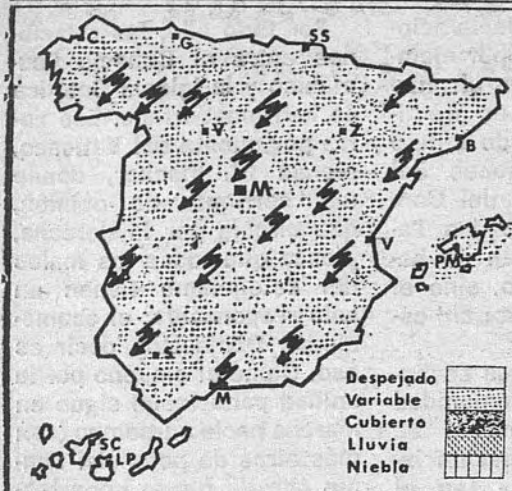 C
G
SS
V
Z
B
M
V
PM
S
M
SC
LP
Despejado
Variable
Cubierto
Lluvia
Niebla